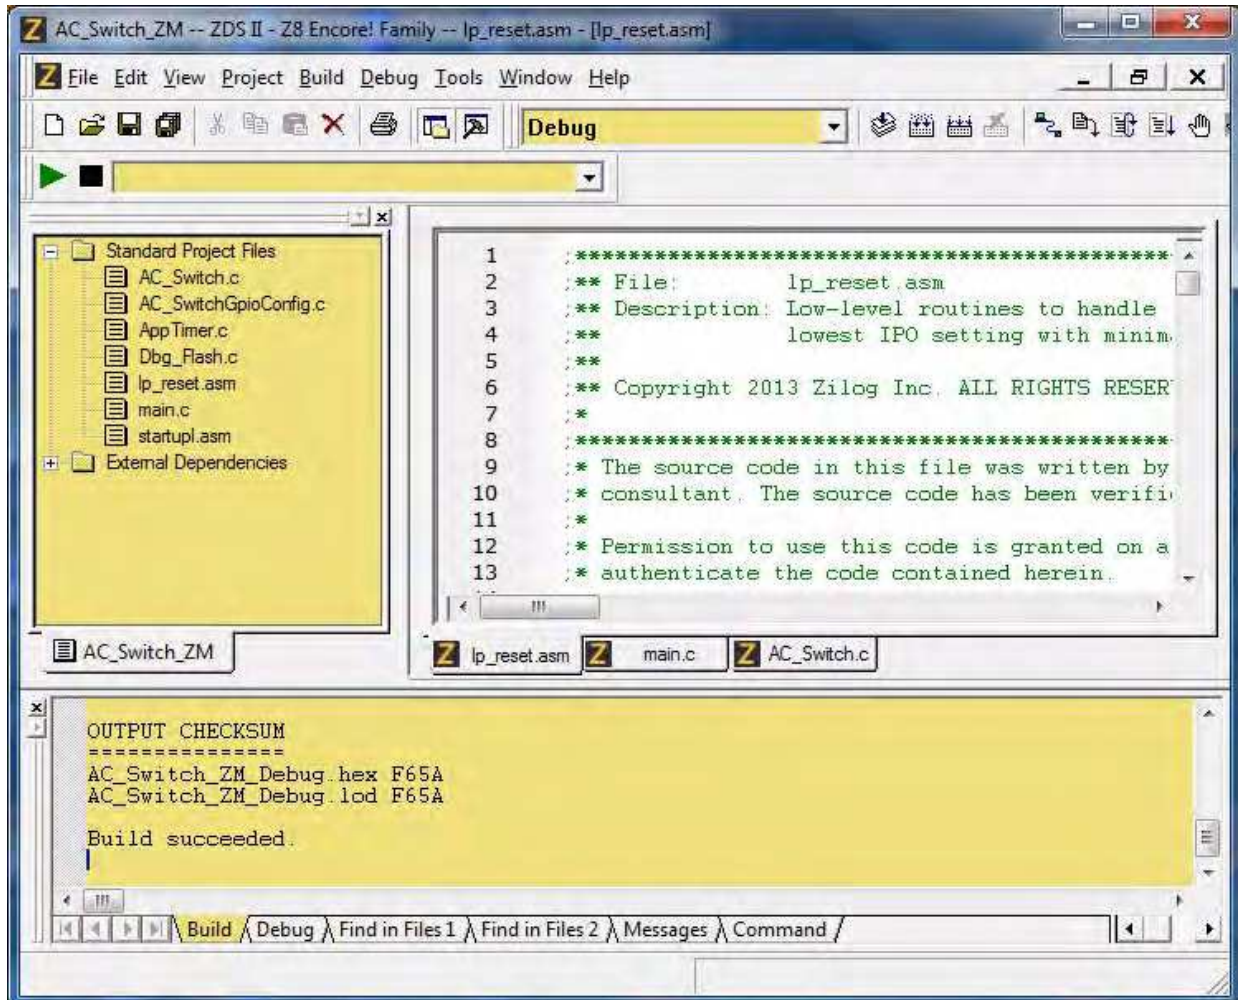 AC_Switch_ZM -- ZDS II - Z8 Encore! Family -- lp_reset.asm - [lp_reset.asm]
File Edit View Project Build Debug Tools Window Help
Debug
Standard Project Files
AC_Switch.c
AC_SwitchGpioConfig.c
AppTimer.c
Dbg_Flash.c
lp_reset.asm
main.c
startupl.asm
External Dependencies
AC_Switch_ZM
1 ;*********************************************
2 ;** File: lp_reset.asm
3 ;** Description: Low-level routines to handle
4 ;** lowest IPO setting with minim
5 ;**
6 ;** Copyright 2013 Zilog Inc. ALL RIGHTS RESER
7 ;*
8 ;*********************************************
9 ;* The source code in this file was written by
10 ;* consultant. The source code has been verifi
11 ;*
12 ;* Permission to use this code is granted on a
13 ;* authenticate the code contained herein.
lp_reset.asm main.c AC_Switch.c
OUTPUT CHECKSUM
===============
AC_Switch_ZM_Debug.hex F65A
AC_Switch_ZM_Debug.lod F65A
Build succeeded.
Build Debug Find in Files 1 Find in Files 2 Messages Command